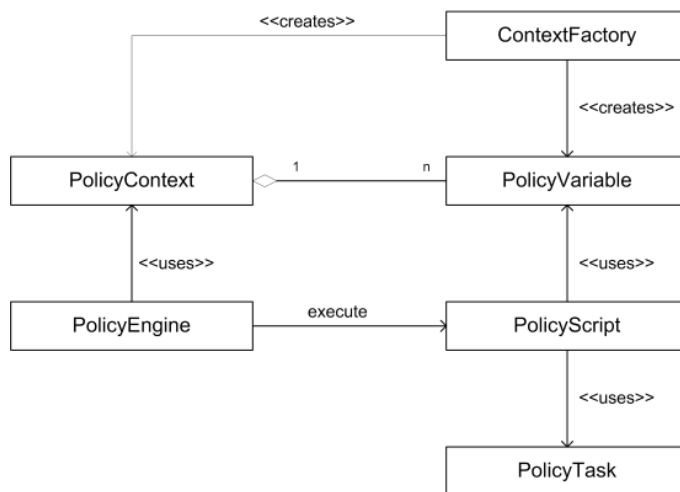 <<creates>>
ContextFactory
<<creates>>
PolicyContext
1
n
PolicyVariable
<<uses>>
<<uses>>
PolicyEngine
execute
PolicyScript
<<uses>>
PolicyTask